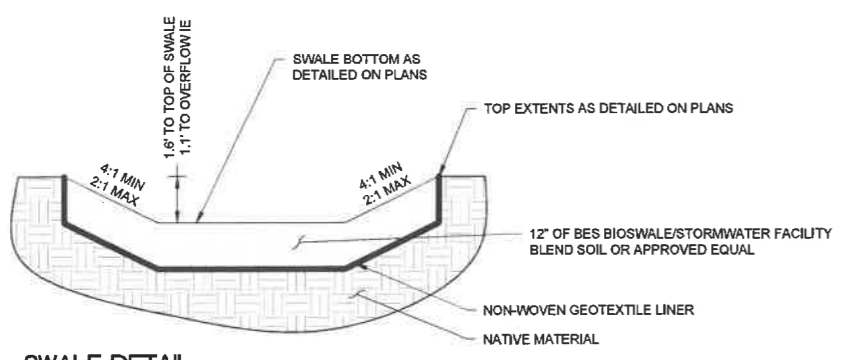 1.6' TO TOP OF SWALE
1.1' TO OVERFLOW IE
SWALE BOTTOM AS
DETAILED ON PLANS
TOP EXTENTS AS DETAILED ON PLANS
4:1 MIN
2:1 MAX
4:1 MIN
2:1 MAX
12" OF BES BIOSWALE/STORMWATER FACILITY
BLEND SOIL OR APPROVED EQUAL
NON-WOVEN GEOTEXTILE LINER
NATIVE MATERIAL
SWALE DETAIL